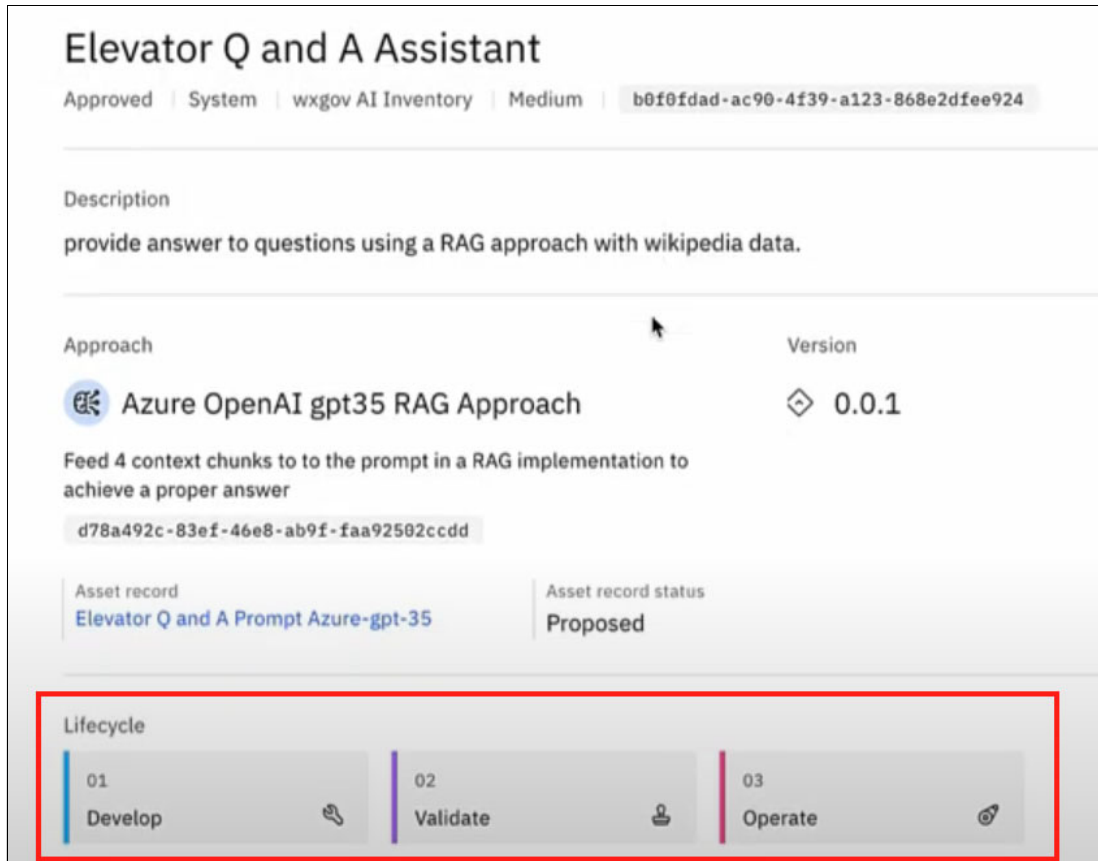 Elevator Q and A Assistant
Approved | System | wxgov AI Inventory | Medium | b0f0fdad-ac90-4f39-a123-868e2dfee924
Description
provide answer to questions using a RAG approach with wikipedia data.
Approach
Version
Azure OpenAI gpt35 RAG Approach
0.0.1
Feed 4 context chunks to to the prompt in a RAG implementation to
achieve a proper answer
d78a492c-83ef-46e8-ab9f-faa92502ccdd
Asset record
Elevator Q and A Prompt Azure-gpt-35
Asset record status
Proposed
Lifecycle
01
Develop
02
Validate
03
Operate